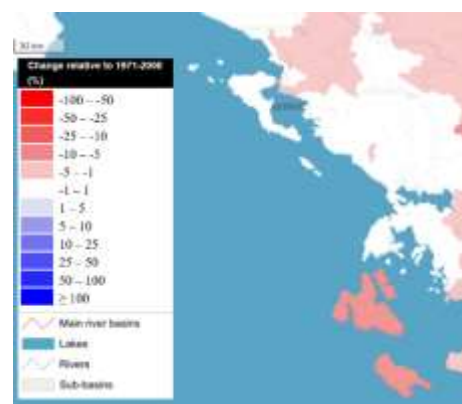 Change relative to 1971-2000
(%)
-100 – -50
-50 – -25
-25 – -10
-10 – -5
-5 – -1
-1 – 1
1 – 5
5 – 10
10 – 25
25 – 50
50 – 100
≥ 100
Main river basins
Lakes
Rivers
Sub-basins